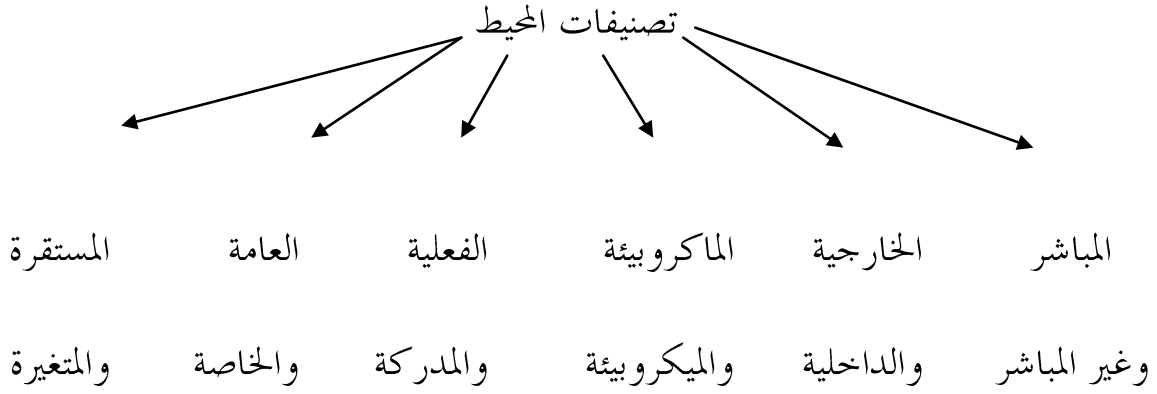 تصنيفات المحيط
المباشر الخارجية الماكروبيئة الفعلية العامة المستقرة
وغير المباشر والداخلية والميكروبيئة والمدركة والخاصة والمتغيرة